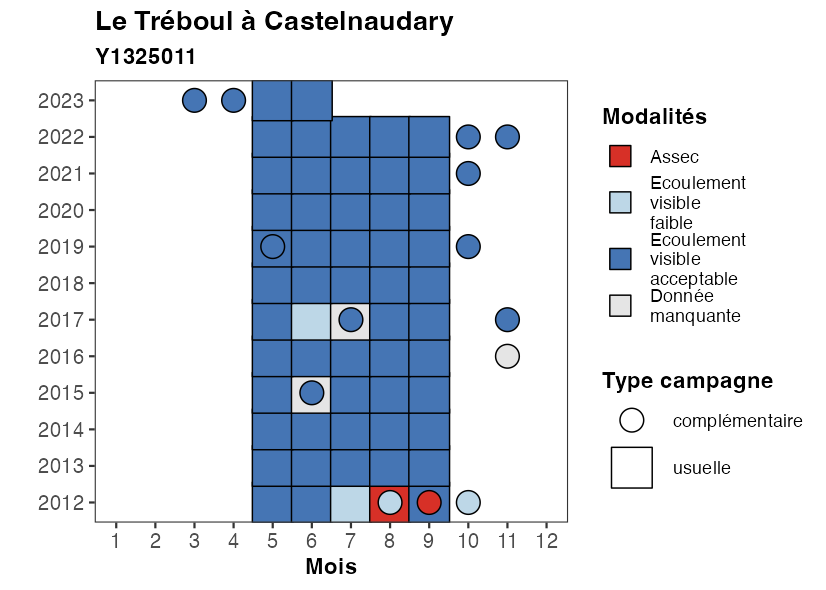 Le Tréboul à Castelnaudary
Y1325011
2023
2022
2021
2020
2019
2018
2017
2016
2015
2014
2013
2012
1 2 3 4 5 6 7 8 9 10 11 12
Mois
Modalités
Assec
Ecoulement
visible
faible
Ecoulement
visible
acceptable
Donnée
manquante
Type campagne
complémentaire
usuelle